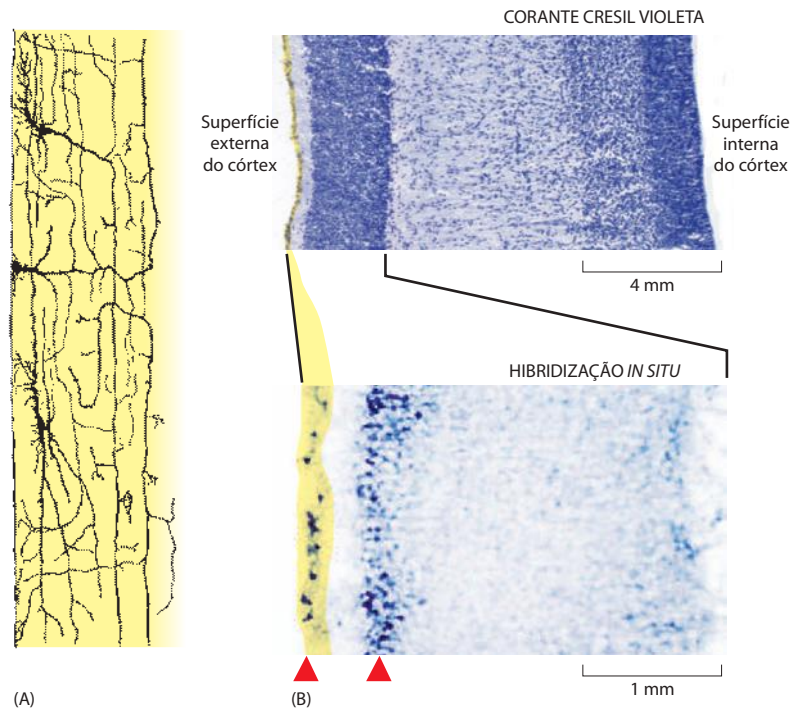 CORANTE CRESIL VIOLETA
Superfície
externa
do córtex
Superfície
interna
do córtex
4 mm
HIBRIDIZAÇÃO IN SITU
1 mm
(A)
(B)